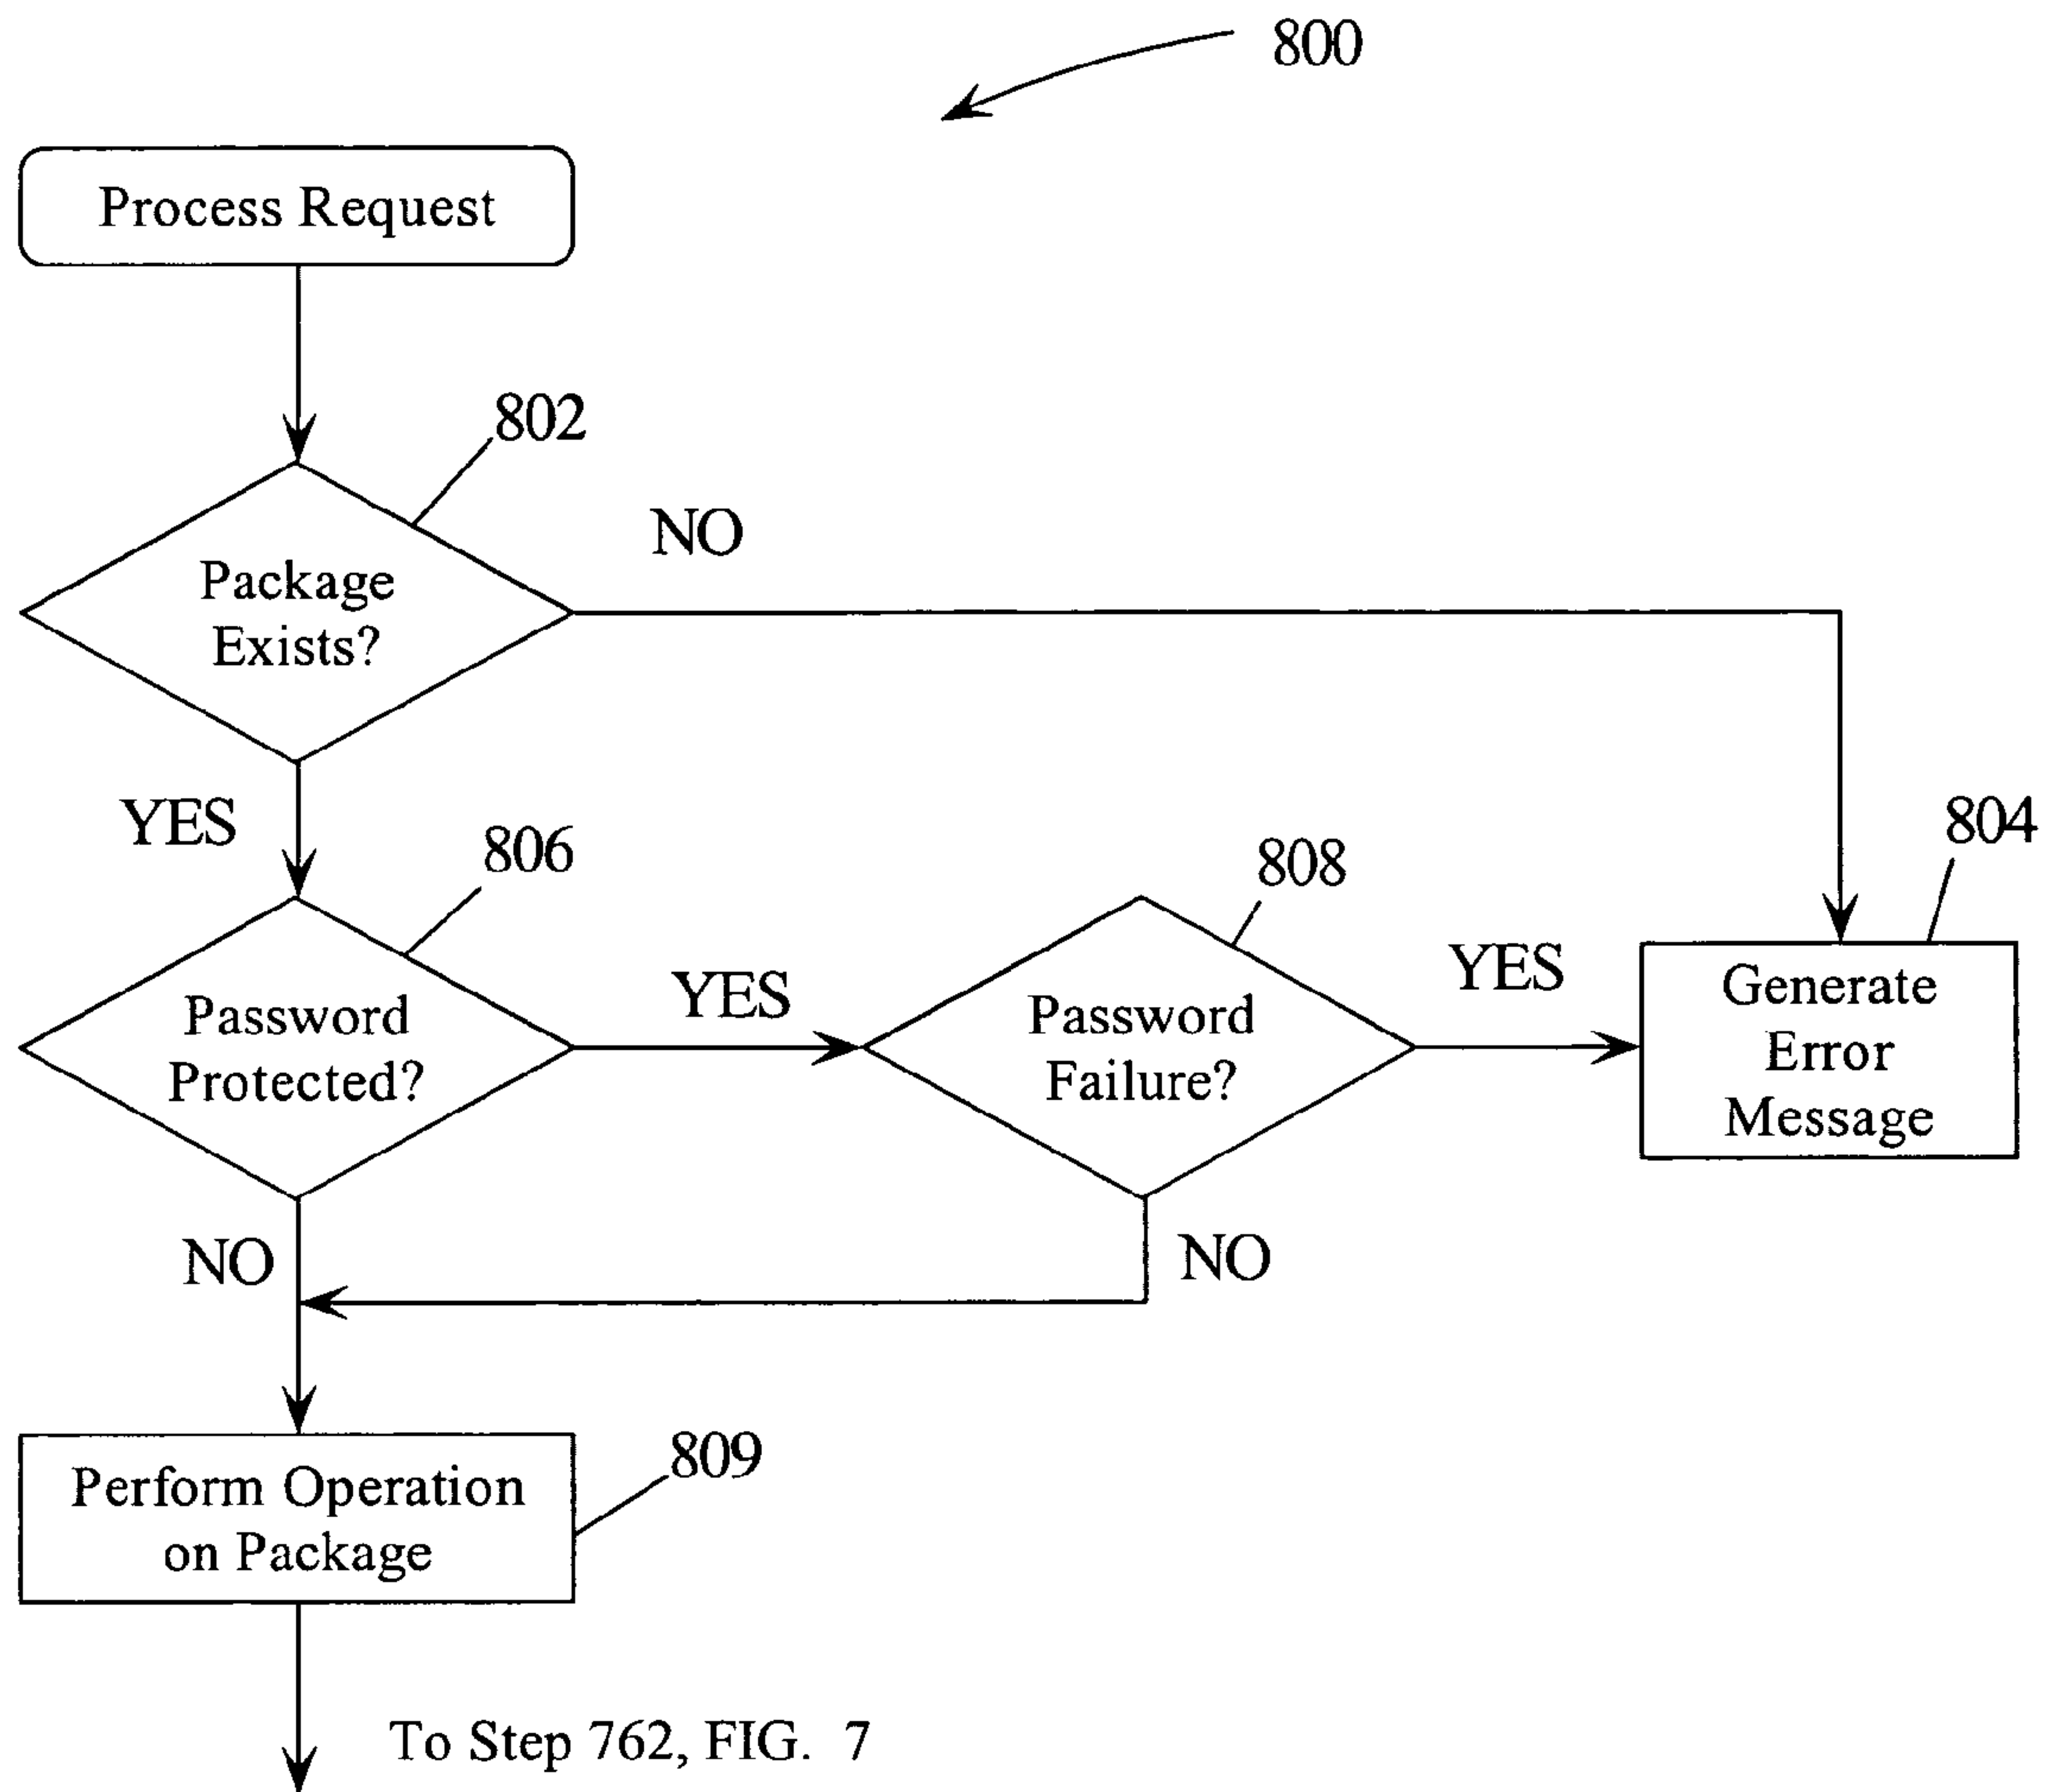 800
Process Request
802
NO
Package
Exists?
YES
806
808
804
YES
YES
Password
Protected?
Password
Failure?
Generate
Error
Message
NO
NO
809
Perform Operation
on Package
To Step 762, FIG. 7